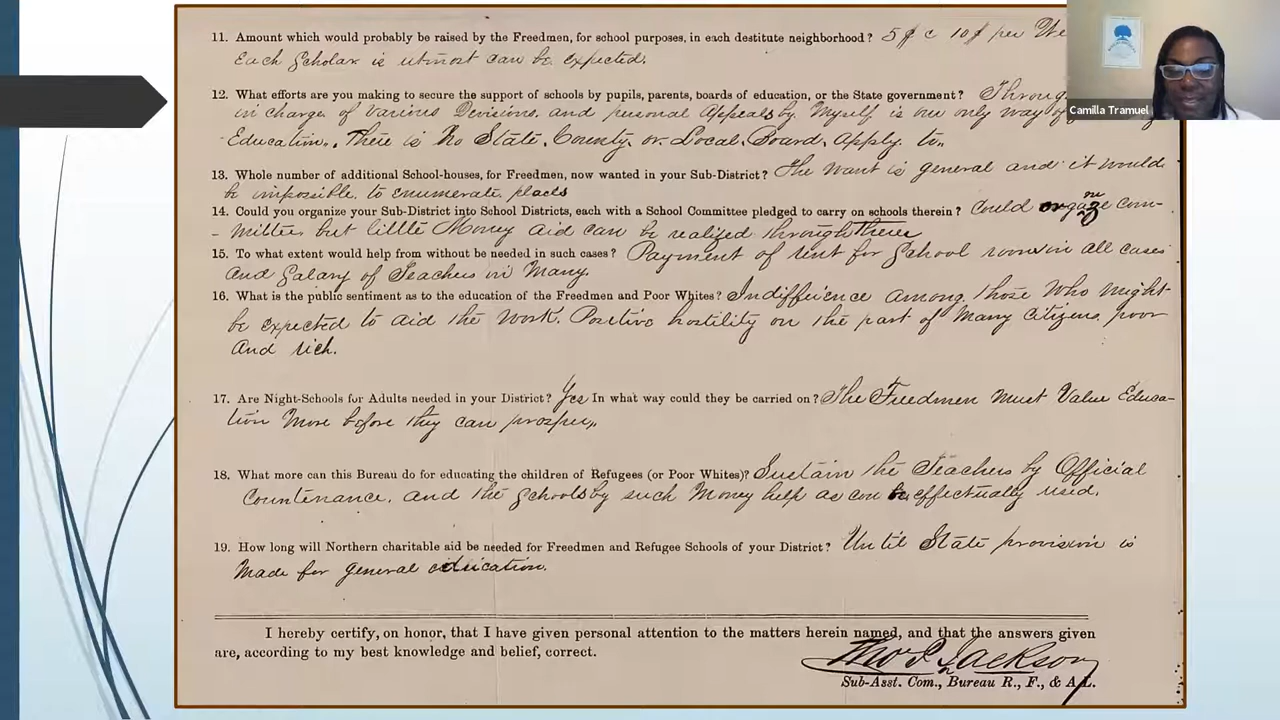 11. Amount which would probably be raised by the Freedmen, for school purposes, in each destitute neighborhood? 5¢ c 10¢ per
Each Scholar is utmost can be expected.
12. What efforts are you making to secure the support of schools by pupils, parents, boards of education, or the State government?
in charge of various Divisions, and personal Appeals by Myself is one only way of
Education,. There is No State, County, or Local, Board, Apply to,.
13. Whole number of additional School-houses, for Freedmen, now wanted in your Sub-District? The want is general and it would
be impossible, to enumerate places
14. Could you organize your Sub-District into School Districts, each with a School Committee pledged to carry on schools therein? Could com-
- mittees but little Money aid can be realized through
15. To what extent would help from without be needed in such cases? Payment of rent for School room in all cases
and Salary of Teachers in Many.
16. What is the public sentiment as to the education of the Freedmen and Poor Whites? Indifference among, those who might
be expected to aid the work. Positive hostility on the part of Many Citizens, poor
And rich.
17. Are Night-Schools for Adults needed in your District? Yes In what way could they be carried on? The Freedmen must Value Educa-
tion More before they can prosper,.
18. What more can this Bureau do for educating the children of Refugees (or Poor Whites)? Sustain the Teachers by Official
Countenance, and the Schools by such Money help as can be effectually used.
19. How long will Northern charitable aid be needed for Freedmen and Refugee Schools of your District? Until State provision is
Made for general education.
I hereby certify, on honor, that I have given personal attention to the matters herein named, and that the answers given
are, according to my best knowledge and belief, correct.
Jackson
Sub-Asst. Com., Bureau R., F., & A. L.
Camilla Tramuel